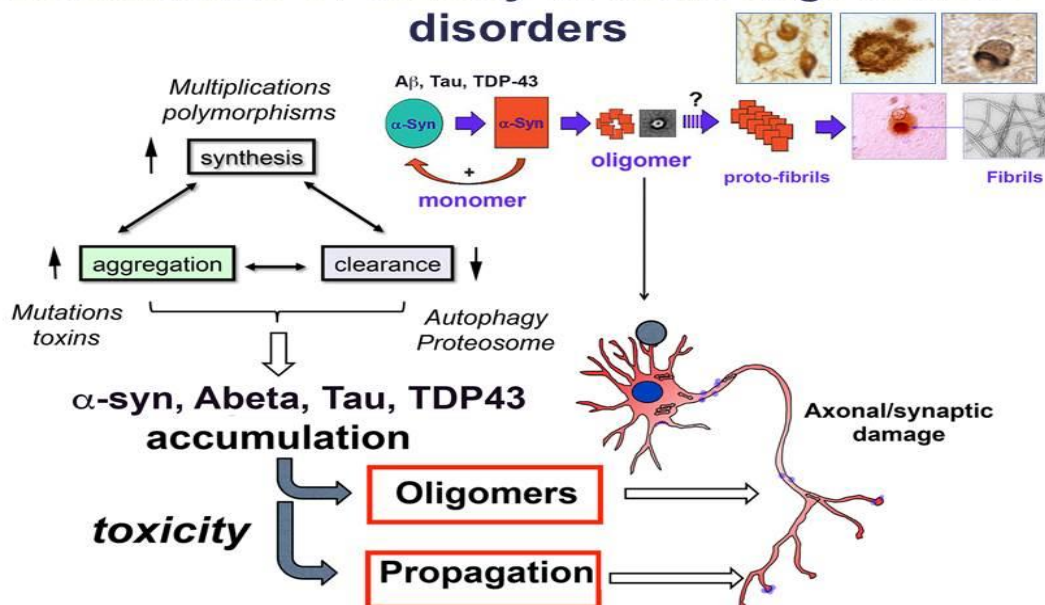 disorders
Multiplications
polymorphisms
synthesis
aggregation
clearance
Mutations
toxins
Autophagy
Proteosome
Aβ, Tau, TDP-43
α-Syn
α-Syn
+
monomer
oligomer
?
proto-fibrils
Fibrils
α-syn, Abeta, Tau, TDP43
accumulation
toxicity
Oligomers
Propagation
Axonal/synaptic
damage